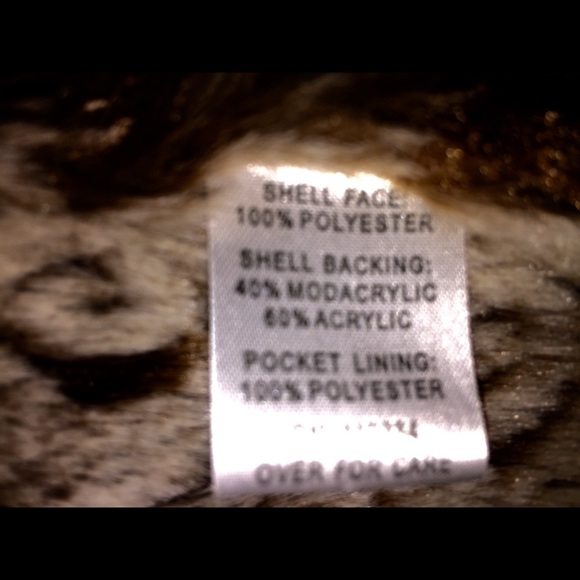 SHELL FACE:
100% POLYESTER
SHELL BACKING:
40% MODACRYLIC
60% ACRYLIC
POCKET LINING:
100% POLYESTER
OVER FOR CARE